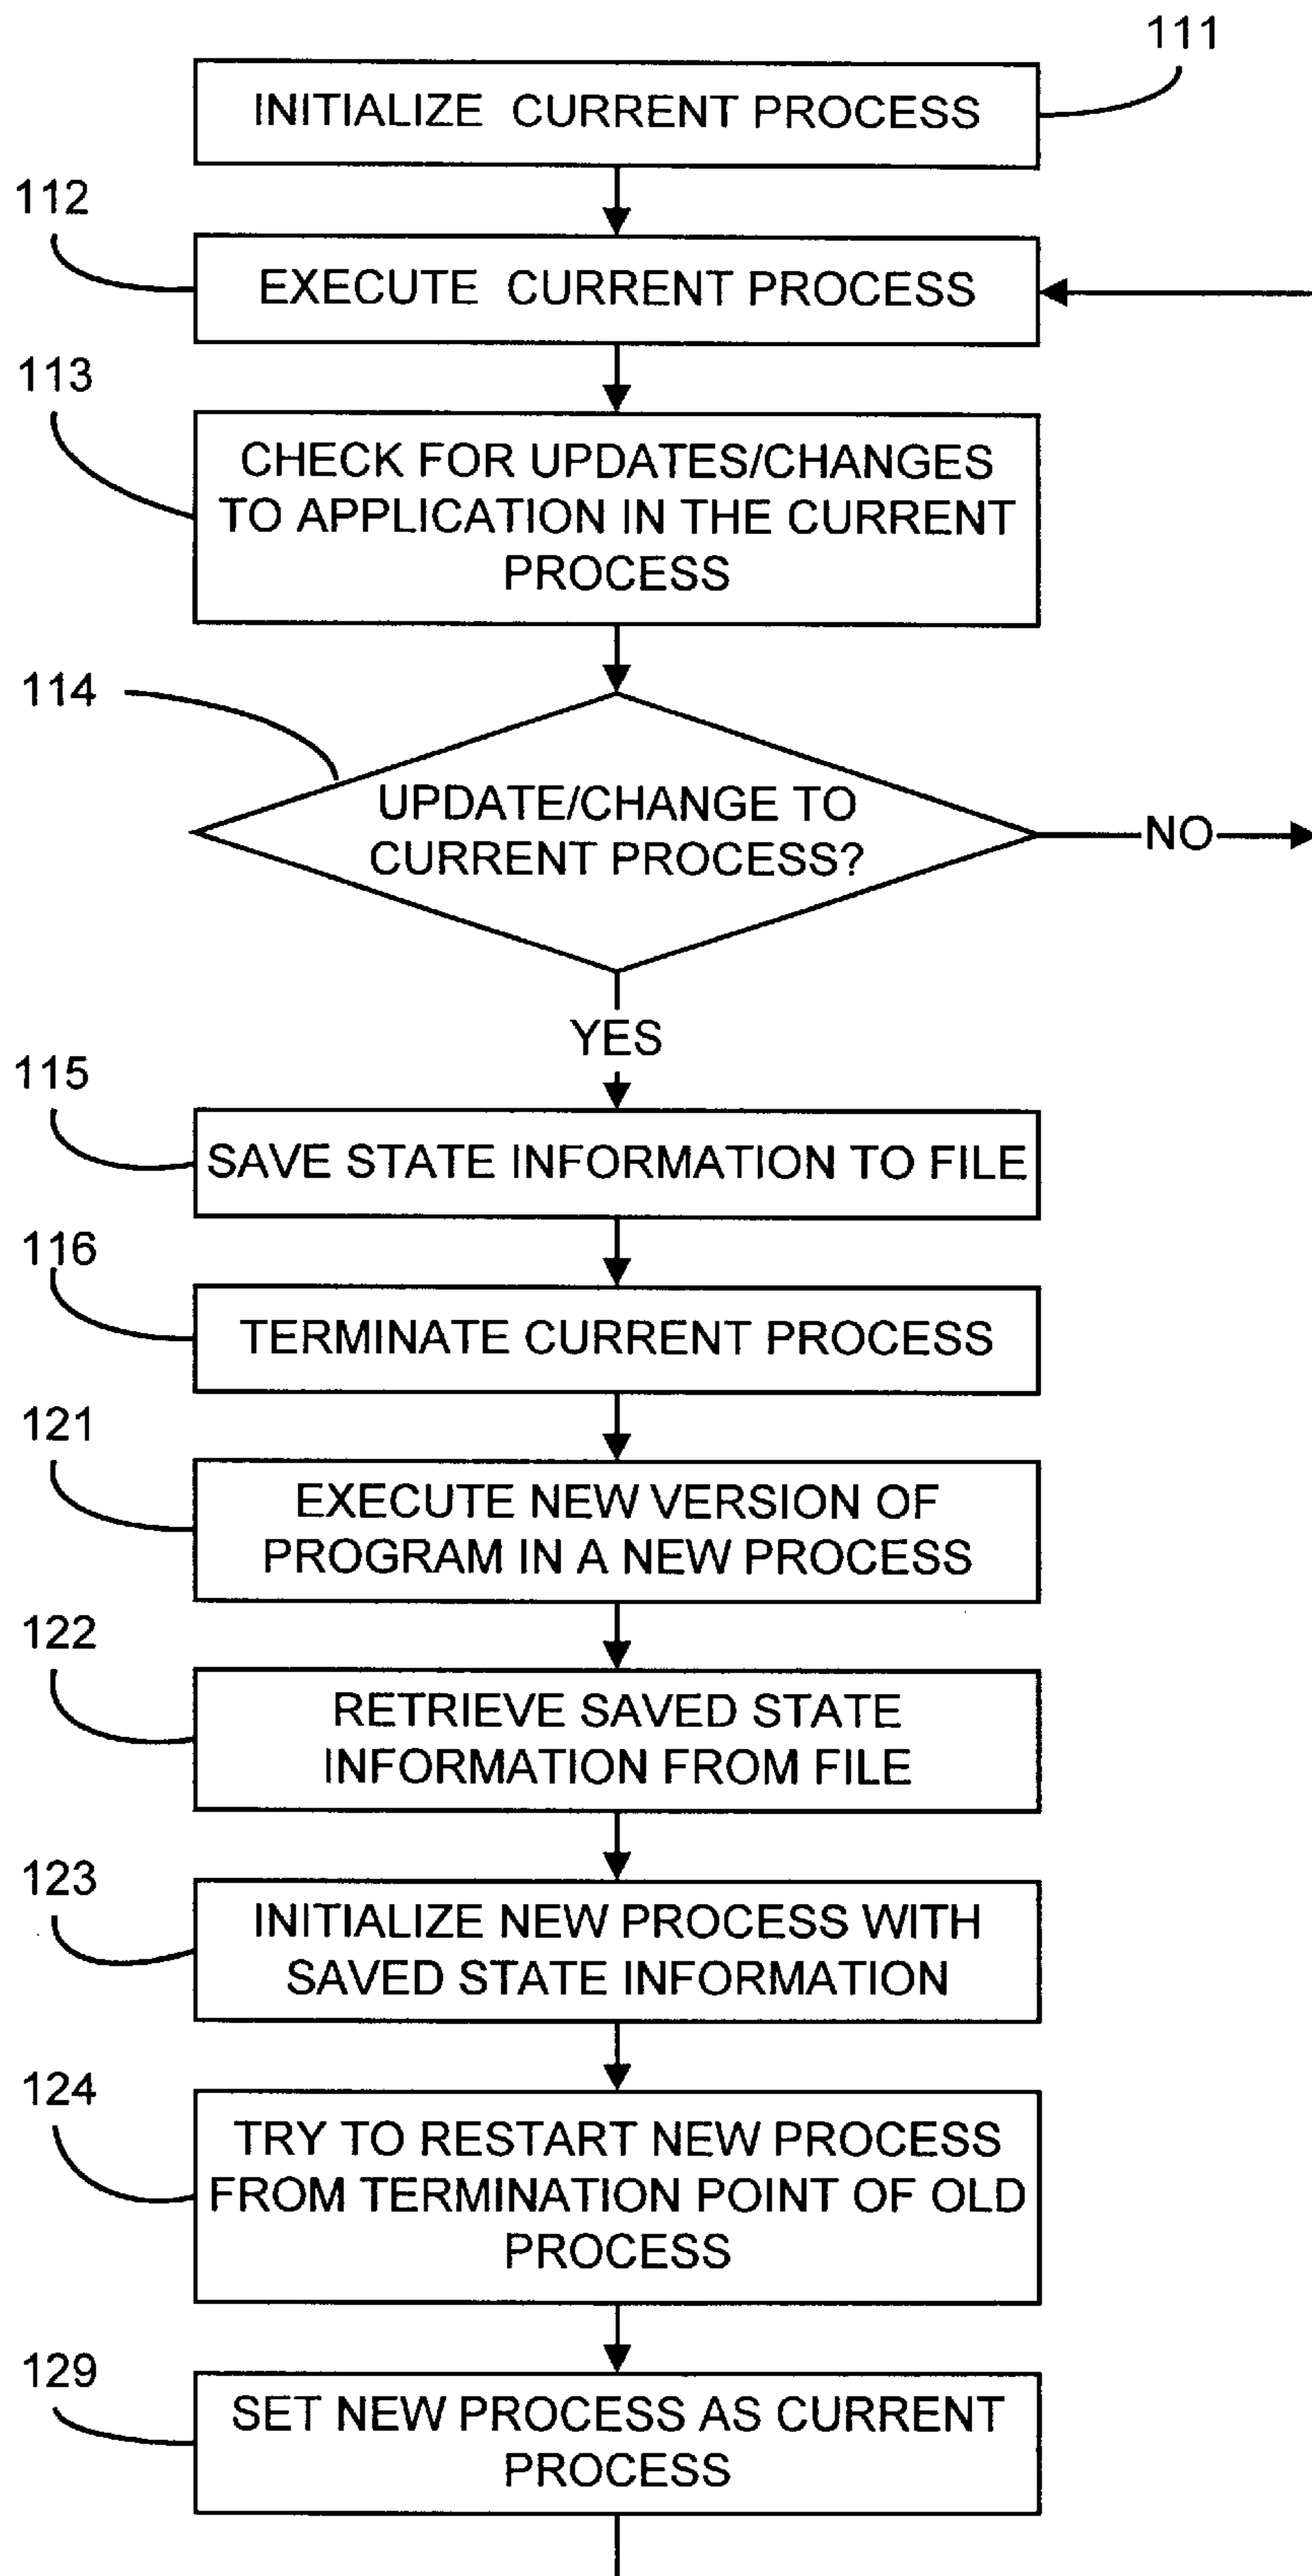 111
INITIALIZE CURRENT PROCESS
112
EXECUTE CURRENT PROCESS
113
CHECK FOR UPDATES/CHANGES
TO APPLICATION IN THE CURRENT
PROCESS
114
UPDATE/CHANGE TO
CURRENT PROCESS?
NO
YES
115
SAVE STATE INFORMATION TO FILE
116
TERMINATE CURRENT PROCESS
121
EXECUTE NEW VERSION OF
PROGRAM IN A NEW PROCESS
122
RETRIEVE SAVED STATE
INFORMATION FROM FILE
123
INITIALIZE NEW PROCESS WITH
SAVED STATE INFORMATION
124
TRY TO RESTART NEW PROCESS
FROM TERMINATION POINT OF OLD
PROCESS
129
SET NEW PROCESS AS CURRENT
PROCESS